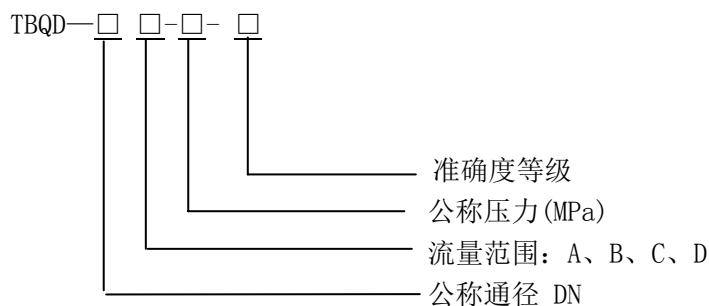 TBQD—□ □-□-□
准确度等级
公称压力(MPa)
流量范围：A、B、C、D
公称通径 DN